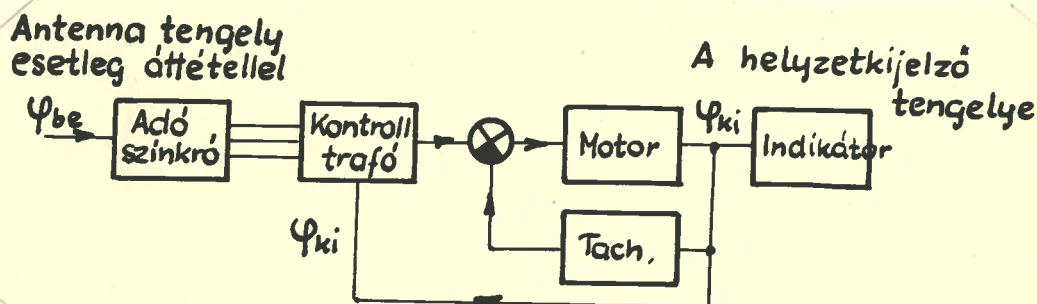 Antenna tengely
esetleg áttétellel
A helyzetkijelző
tengelye
φbe
Adó
szinkró
Kontroll
trafó
Motor
φki
Indikátor
φki
Tach.